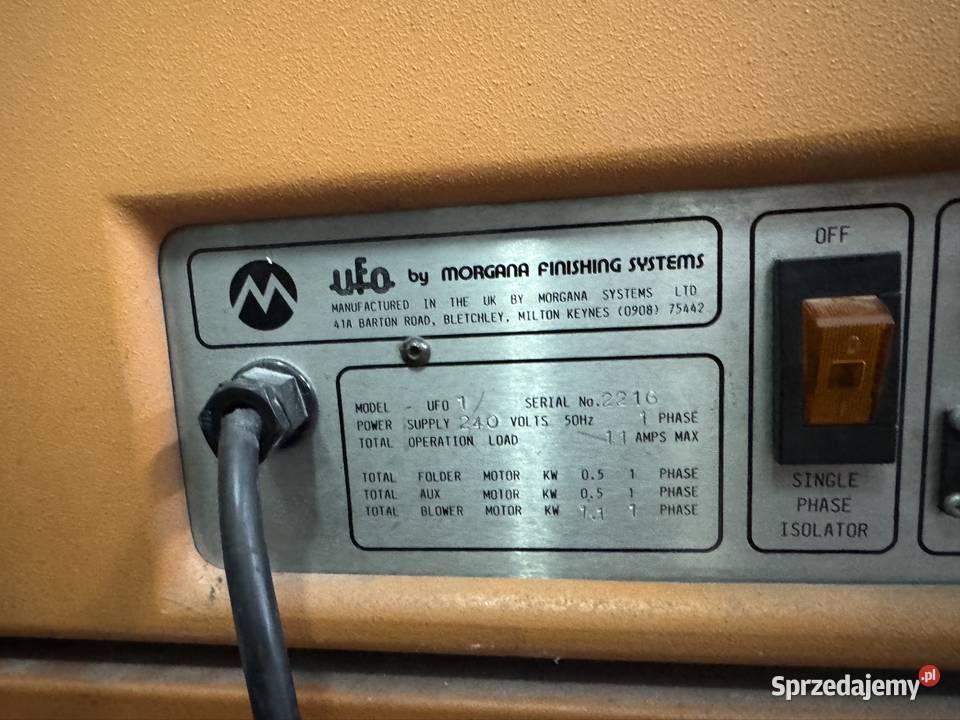 ufo by MORGANA FINISHING SYSTEMS
MANUFACTURED IN THE UK BY MORGANA SYSTEMS LTD
41A BARTON ROAD, BLETCHLEY, MILTON KEYNES (0908) 75442
MODEL - UFO 1/ SERIAL No. 2216
POWER SUPPLY 240 VOLTS 50Hz 1 PHASE
TOTAL OPERATION LOAD 11 AMPS MAX
TOTAL FOLDER MOTOR KW 0.5 1 PHASE
TOTAL AUX MOTOR KW 0.5 1 PHASE
TOTAL BLOWER MOTOR KW 1.1 1 PHASE
OFF
SINGLE
PHASE
ISOLATOR
Sprzedajemy.pl